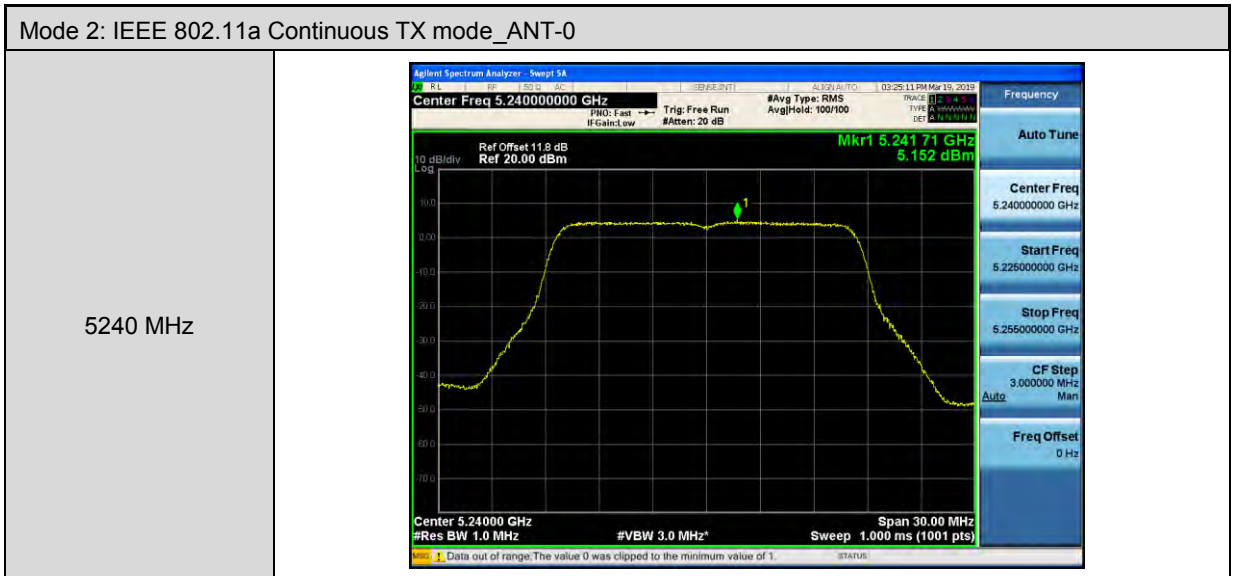 Mode 2: IEEE 802.11a Continuous TX mode_ANT-0
5240 MHz
Agilent Spectrum Analyzer - Swept SA
RL RF 50 Ω AC SENSE:INT ALIGN AUTO 03:25:11 PM Mar 19, 2019
Center Freq 5.240000000 GHz
PNO: Fast
IFGain:Low
Trig: Free Run
#Atten: 20 dB
#Avg Type: RMS
Avg|Hold: 100/100
TRACE 1 2 3 4 5 6
TYPE A
DET A N N N N N
Mkr1 5.241 71 GHz
5.152 dBm
Ref Offset 11.8 dB
10 dB/div Ref 20.00 dBm
Log
1
10.0
0.00
-10.0
-20.0
-30.0
-40.0
-50.0
-60.0
-70.0
Center 5.24000 GHz Span 30.00 MHz
#Res BW 1.0 MHz #VBW 3.0 MHz* Sweep 1.000 ms (1001 pts)
MSG Data out of range;The value 0 was clipped to the minimum value of 1. STATUS
Frequency
Auto Tune
Center Freq
5.240000000 GHz
Start Freq
5.225000000 GHz
Stop Freq
5.255000000 GHz
CF Step
3.000000 MHz
Auto Man
Freq Offset
0 Hz